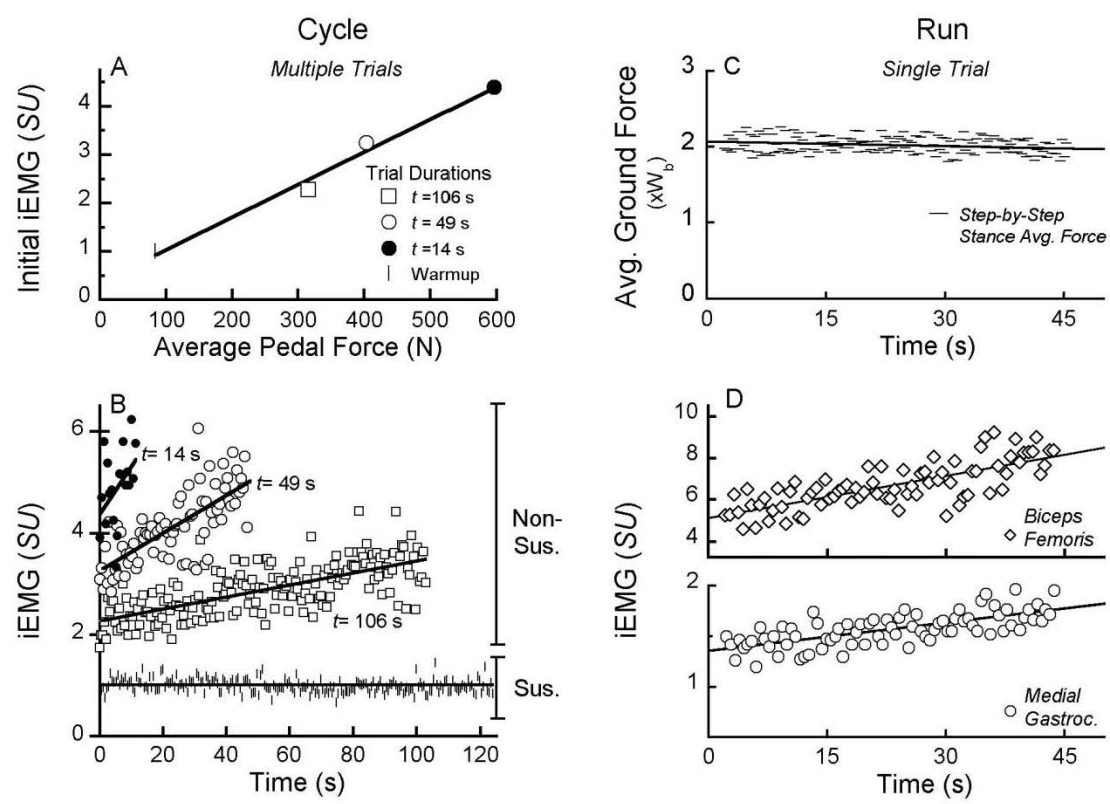 Cycle
Run
A
Multiple Trials
Initial iEMG (SU)
4
3
2
1
0
Trial Durations
t=106 s
t= 49 s
t=14 s
Warmup
0 100 200 300 400 500 600
Average Pedal Force (N)
C
Single Trial
Avg. Ground Force
(xWb)
3
2
1
0
Step-by-Step
Stance Avg. Force
0 15 30 45
Time (s)
B
iEMG (SU)
6
4
2
0
t= 14 s
t= 49 s
t= 106 s
Non-
Sus.
Sus.
0 20 40 60 80 100 120
Time (s)
D
iEMG (SU)
10
8
6
4
Biceps
Femoris
2
1
Medial
Gastroc.
0 15 30 45
Time (s)